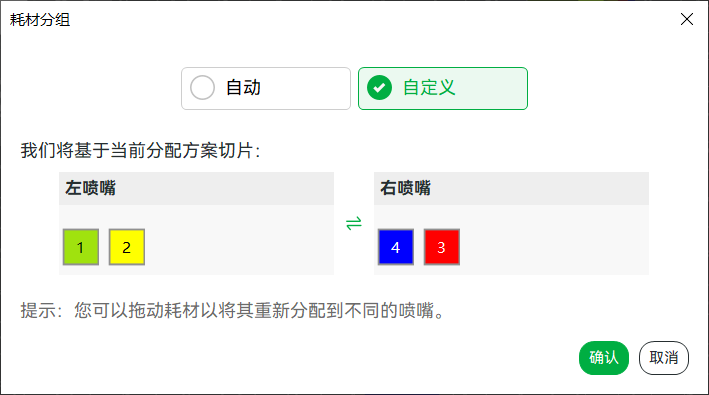 耗材分组
自动 自定义
我们将基于当前分配方案切片：
左喷嘴 右喷嘴
1 2 4 3
提示：您可以拖动耗材以将其重新分配到不同的喷嘴。
确认 取消